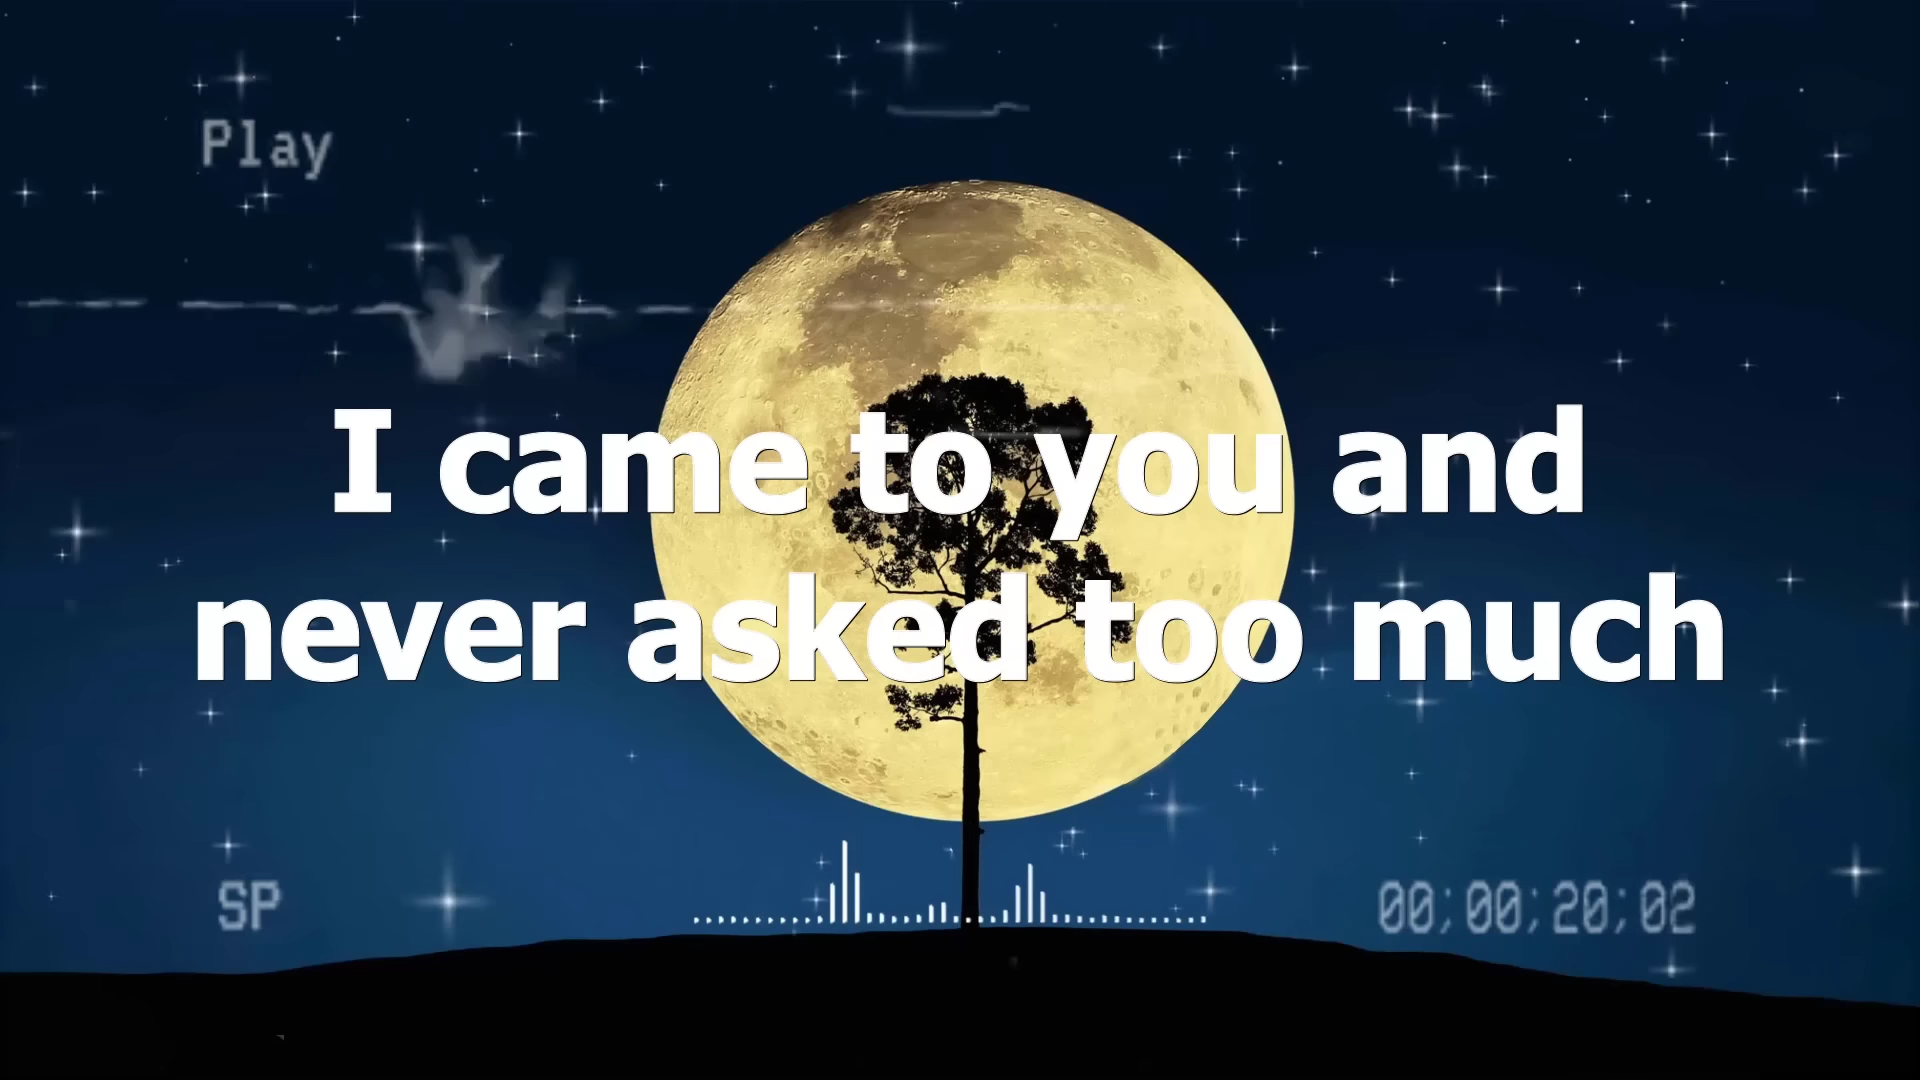 Play
I came to you and
never asked too much
SP
00;00;20;02